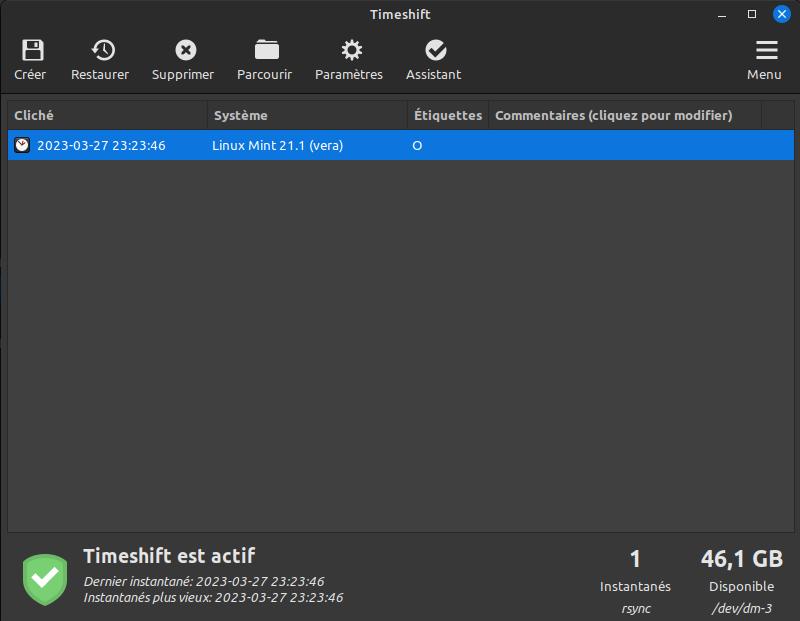 Timeshift
Créer Restaurer Supprimer Parcourir Paramètres Assistant Menu
Cliché Système Étiquettes Commentaires (cliquez pour modifier)
2023-03-27 23:23:46 Linux Mint 21.1 (vera) O
Timeshift est actif
Dernier instantané: 2023-03-27 23:23:46
Instantanés plus vieux: 2023-03-27 23:23:46
1
Instantanés
rsync
46,1 GB
Disponible
/dev/dm-3